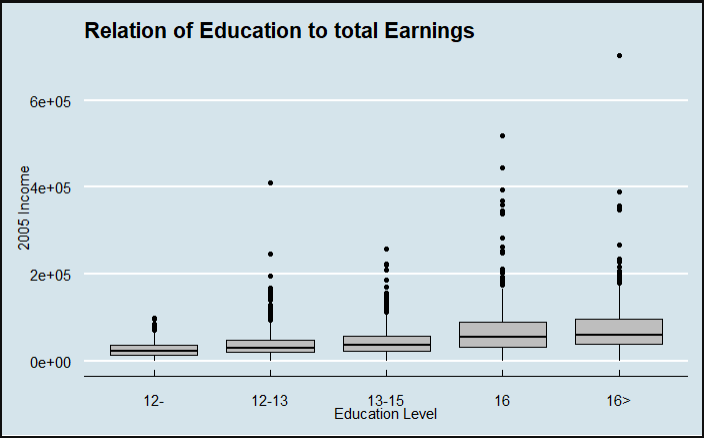 Relation of Education to total Earnings
2005 Income
6e+05
4e+05
2e+05
0e+00
12-
12-13
13-15
16
16>
Education Level